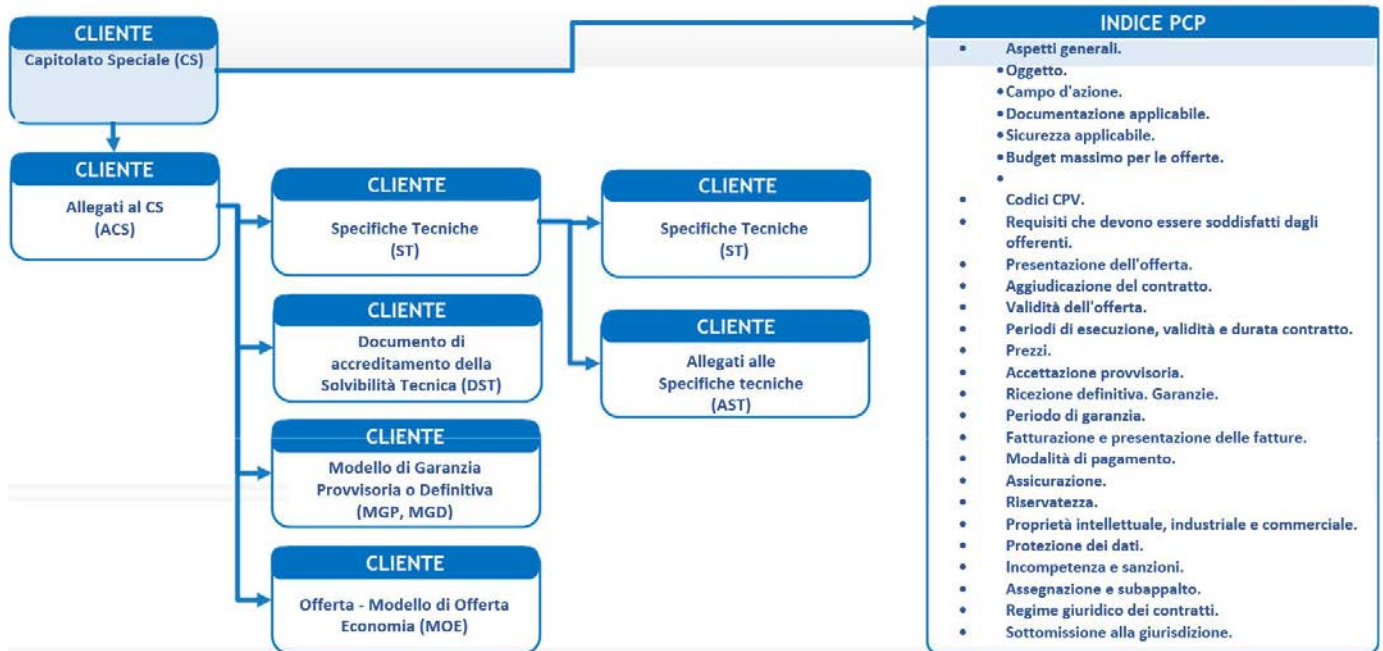 CLIENTE
Capitolato Speciale (CS)
CLIENTE
Allegati al CS
(ACS)
CLIENTE
Specifiche Tecniche
(ST)
CLIENTE
Documento di
accreditamento della
Solvibilità Tecnica (DST)
CLIENTE
Modello di Garanzia
Provvisoria o Definitiva
(MGP, MGD)
CLIENTE
Offerta - Modello di Offerta
Economia (MOE)
CLIENTE
Specifiche Tecniche
(ST)
CLIENTE
Allegati alle
Specifiche tecniche
(AST)
INDICE PCP
• Aspetti generali.
• Oggetto.
• Campo d'azione.
• Documentazione applicabile.
• Sicurezza applicabile.
• Budget massimo per le offerte.
•
• Codici CPV.
• Requisiti che devono essere soddisfatti dagli
offerenti.
• Presentazione dell'offerta.
• Aggiudicazione del contratto.
• Validità dell'offerta.
• Periodi di esecuzione, validità e durata contratto.
• Prezzi.
• Accettazione provvisoria.
• Ricezione definitiva. Garanzie.
• Periodo di garanzia.
• Fatturazione e presentazione delle fatture.
• Modalità di pagamento.
• Assicurazione.
• Riservatezza.
• Proprietà intellettuale, industriale e commerciale.
• Protezione dei dati.
• Incompetenza e sanzioni.
• Assegnazione e subappalto.
• Regime giuridico dei contratti.
• Sottomissione alla giurisdizione.